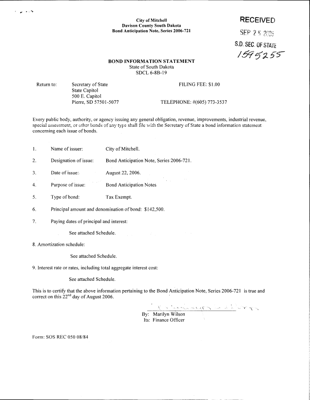 City of Mitchell
Davison County South Dakota
Bond Anticipation Note, Series 2006-721
RECEIVED
SEP 25 2006
S.D. SEC. OF STATE
1595255
BOND INFORMATION STATEMENT
State of South Dakota
SDCL 6-8B-19
Return to: Secretary of State FILING FEE: $1.00
State Capitol
500 E. Capitol
Pierre, SD 57501-5077 TELEPHONE: #(605) 773-3537
Every public body, authority, or agency issuing any general obligation, revenue, improvements, industrial revenue,
special assessment, or other bonds of any type shall file with the Secretary of State a bond information statement
concerning each issue of bonds.
1. Name of issuer: City of Mitchell.
2. Designation of issue: Bond Anticipation Note, Series 2006-721.
3. Date of issue: August 22, 2006.
4. Purpose of issue: Bond Anticipation Notes
5. Type of bond: Tax Exempt.
6. Principal amount and denomination of bond: $142,500.
7. Paying dates of principal and interest:
See attached Schedule.
8. Amortization schedule:
See attached Schedule.
9. Interest rate or rates, including total aggregate interest cost:
See attached Schedule.
This is to certify that the above information pertaining to the Bond Anticipation Note, Series 2006-721 is true and
correct on this 22nd day of August 2006.
By: Marilyn Wilson
Its: Finance Officer
Form: SOS REC 050 08/84